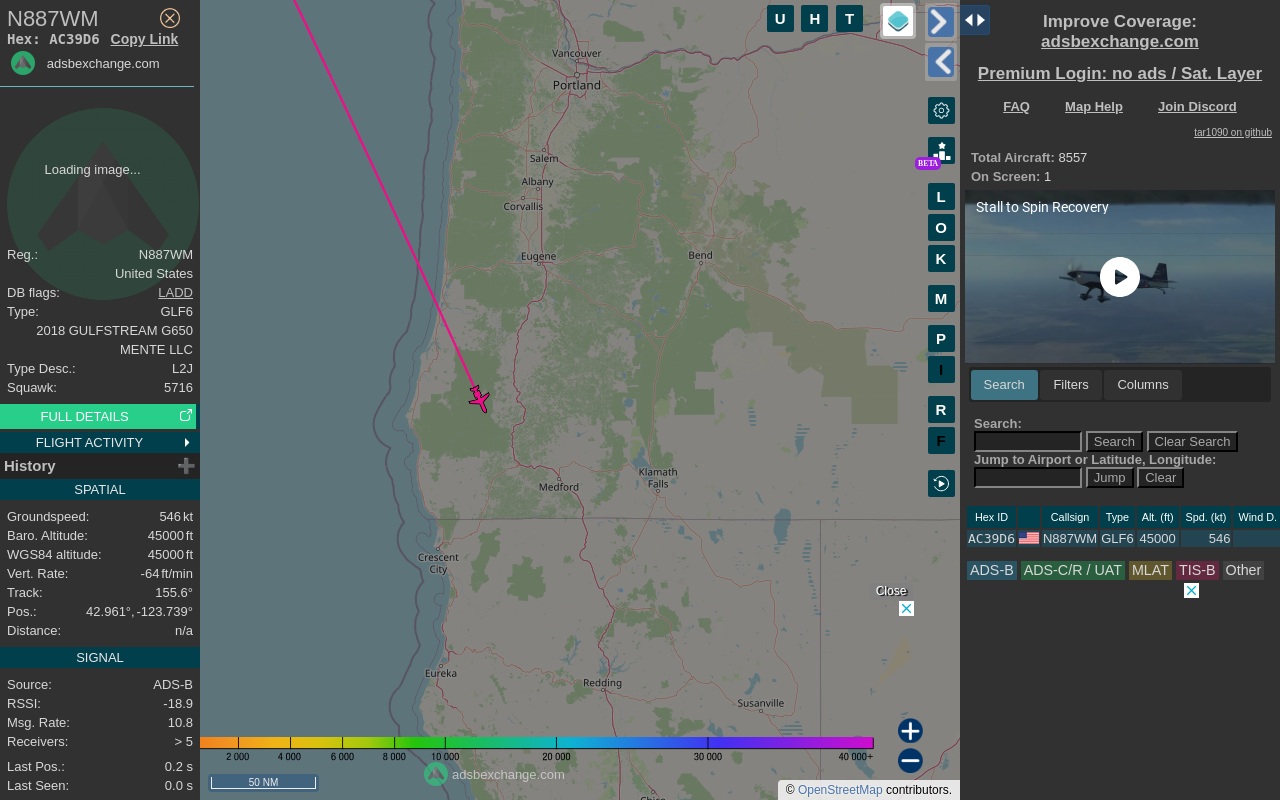 N887WM
Hex: AC39D6 Copy Link
adsbexchange.com
Loading image...
Reg.: N887WM
United States
DB flags: LADD
Type: GLF6
2018 GULFSTREAM G650
MENTE LLC
Type Desc.: L2J
Squawk: 5716
FULL DETAILS
FLIGHT ACTIVITY
History
SPATIAL
Groundspeed: 546 kt
Baro. Altitude: 45000 ft
WGS84 altitude: 45000 ft
Vert. Rate: -64 ft/min
Track: 155.6°
Pos.: 42.961°, -123.739°
Distance: n/a
SIGNAL
Source: ADS-B
RSSI: -18.9
Msg. Rate: 10.8
Receivers: > 5
Last Pos.: 0.2 s
Last Seen: 0.0 s
U H T
Vancouver
Portland
Salem
Albany
Corvallis
Eugene
Bend
Medford
Klamath
Falls
Crescent
City
Eureka
Redding
Susanville
BETA
L
O
K
M
P
I
R
F
Close
2 000 4 000 6 000 8 000 10 000 20 000 30 000 40 000+
50 NM
adsbexchange.com
© OpenStreetMap contributors.
Improve Coverage:
adsbexchange.com
Premium Login: no ads / Sat. Layer
FAQ Map Help Join Discord
tar1090 on github
Total Aircraft: 8557
On Screen: 1
Stall to Spin Recovery
Search Filters Columns
Search:
Search Clear Search
Jump to Airport or Latitude, Longitude:
Jump Clear
Hex ID Callsign Type Alt. (ft) Spd. (kt) Wind D.
AC39D6 N887WM GLF6 45000 546
ADS-B ADS-C/R / UAT MLAT TIS-B Other